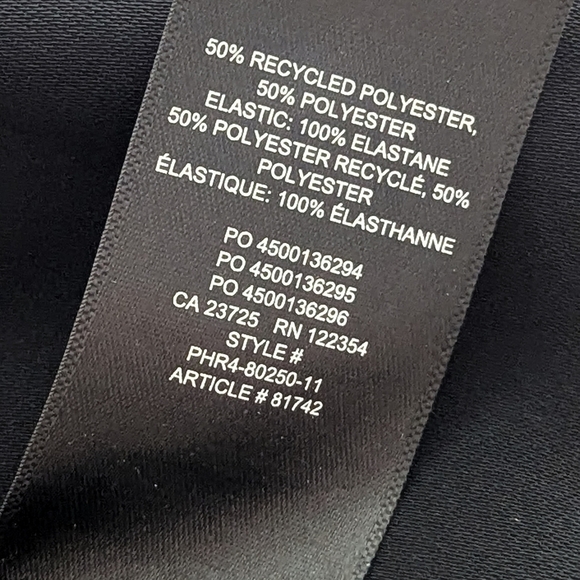 50% RECYCLED POLYESTER,
50% POLYESTER
ELASTIC: 100% ELASTANE
50% POLYESTER RECYCLÉ, 50%
POLYESTER
ÉLASTIQUE: 100% ÉLASTHANNE
PO 4500136294
PO 4500136295
PO 4500136296
CA 23725 RN 122354
STYLE #
PHR4-80250-11
ARTICLE # 81742